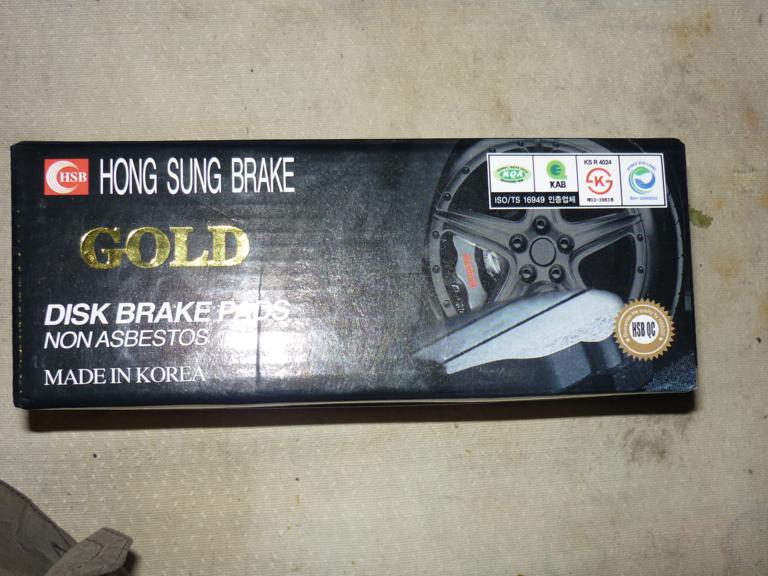 HSB HONG SUNG BRAKE
GOLD
DISK BRAKE PADS
NON ASBESTOS
MADE IN KOREA
KQA
KAB
KS R 4024
ISO/TS 16949 인증업체
HSB QC